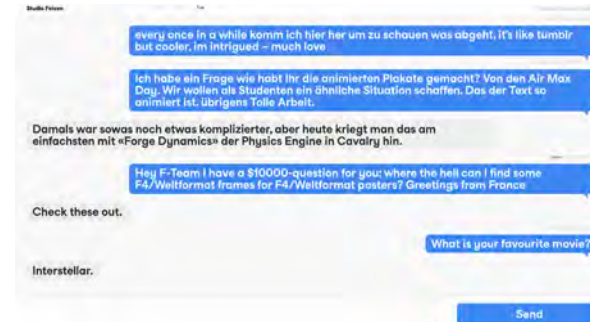 Studio Feixen
every once in a while komm ich hier her um zu schauen was abgeht, it's like tumblr
but cooler, im intrigued – much love
Ich habe ein Frage wie habt Ihr die animierten Plakate gemacht? Von den Air Max
Day. Wir wollen als Studenten ein ähnliche Situation schaffen. Das der Text so
animiert ist. übrigens Tolle Arbeit.
Damals war sowas noch etwas komplizierter, aber heute kriegt man das am
einfachsten mit «Forge Dynamics» der Physics Engine in Cavalry hin.
Hey F-Team I have a $10000-question for you: where the hell can I find some
F4/Weltformat frames for F4/Weltformat posters? Greetings from France
Check these out.
What is your favourite movie?
Interstellar.
Send